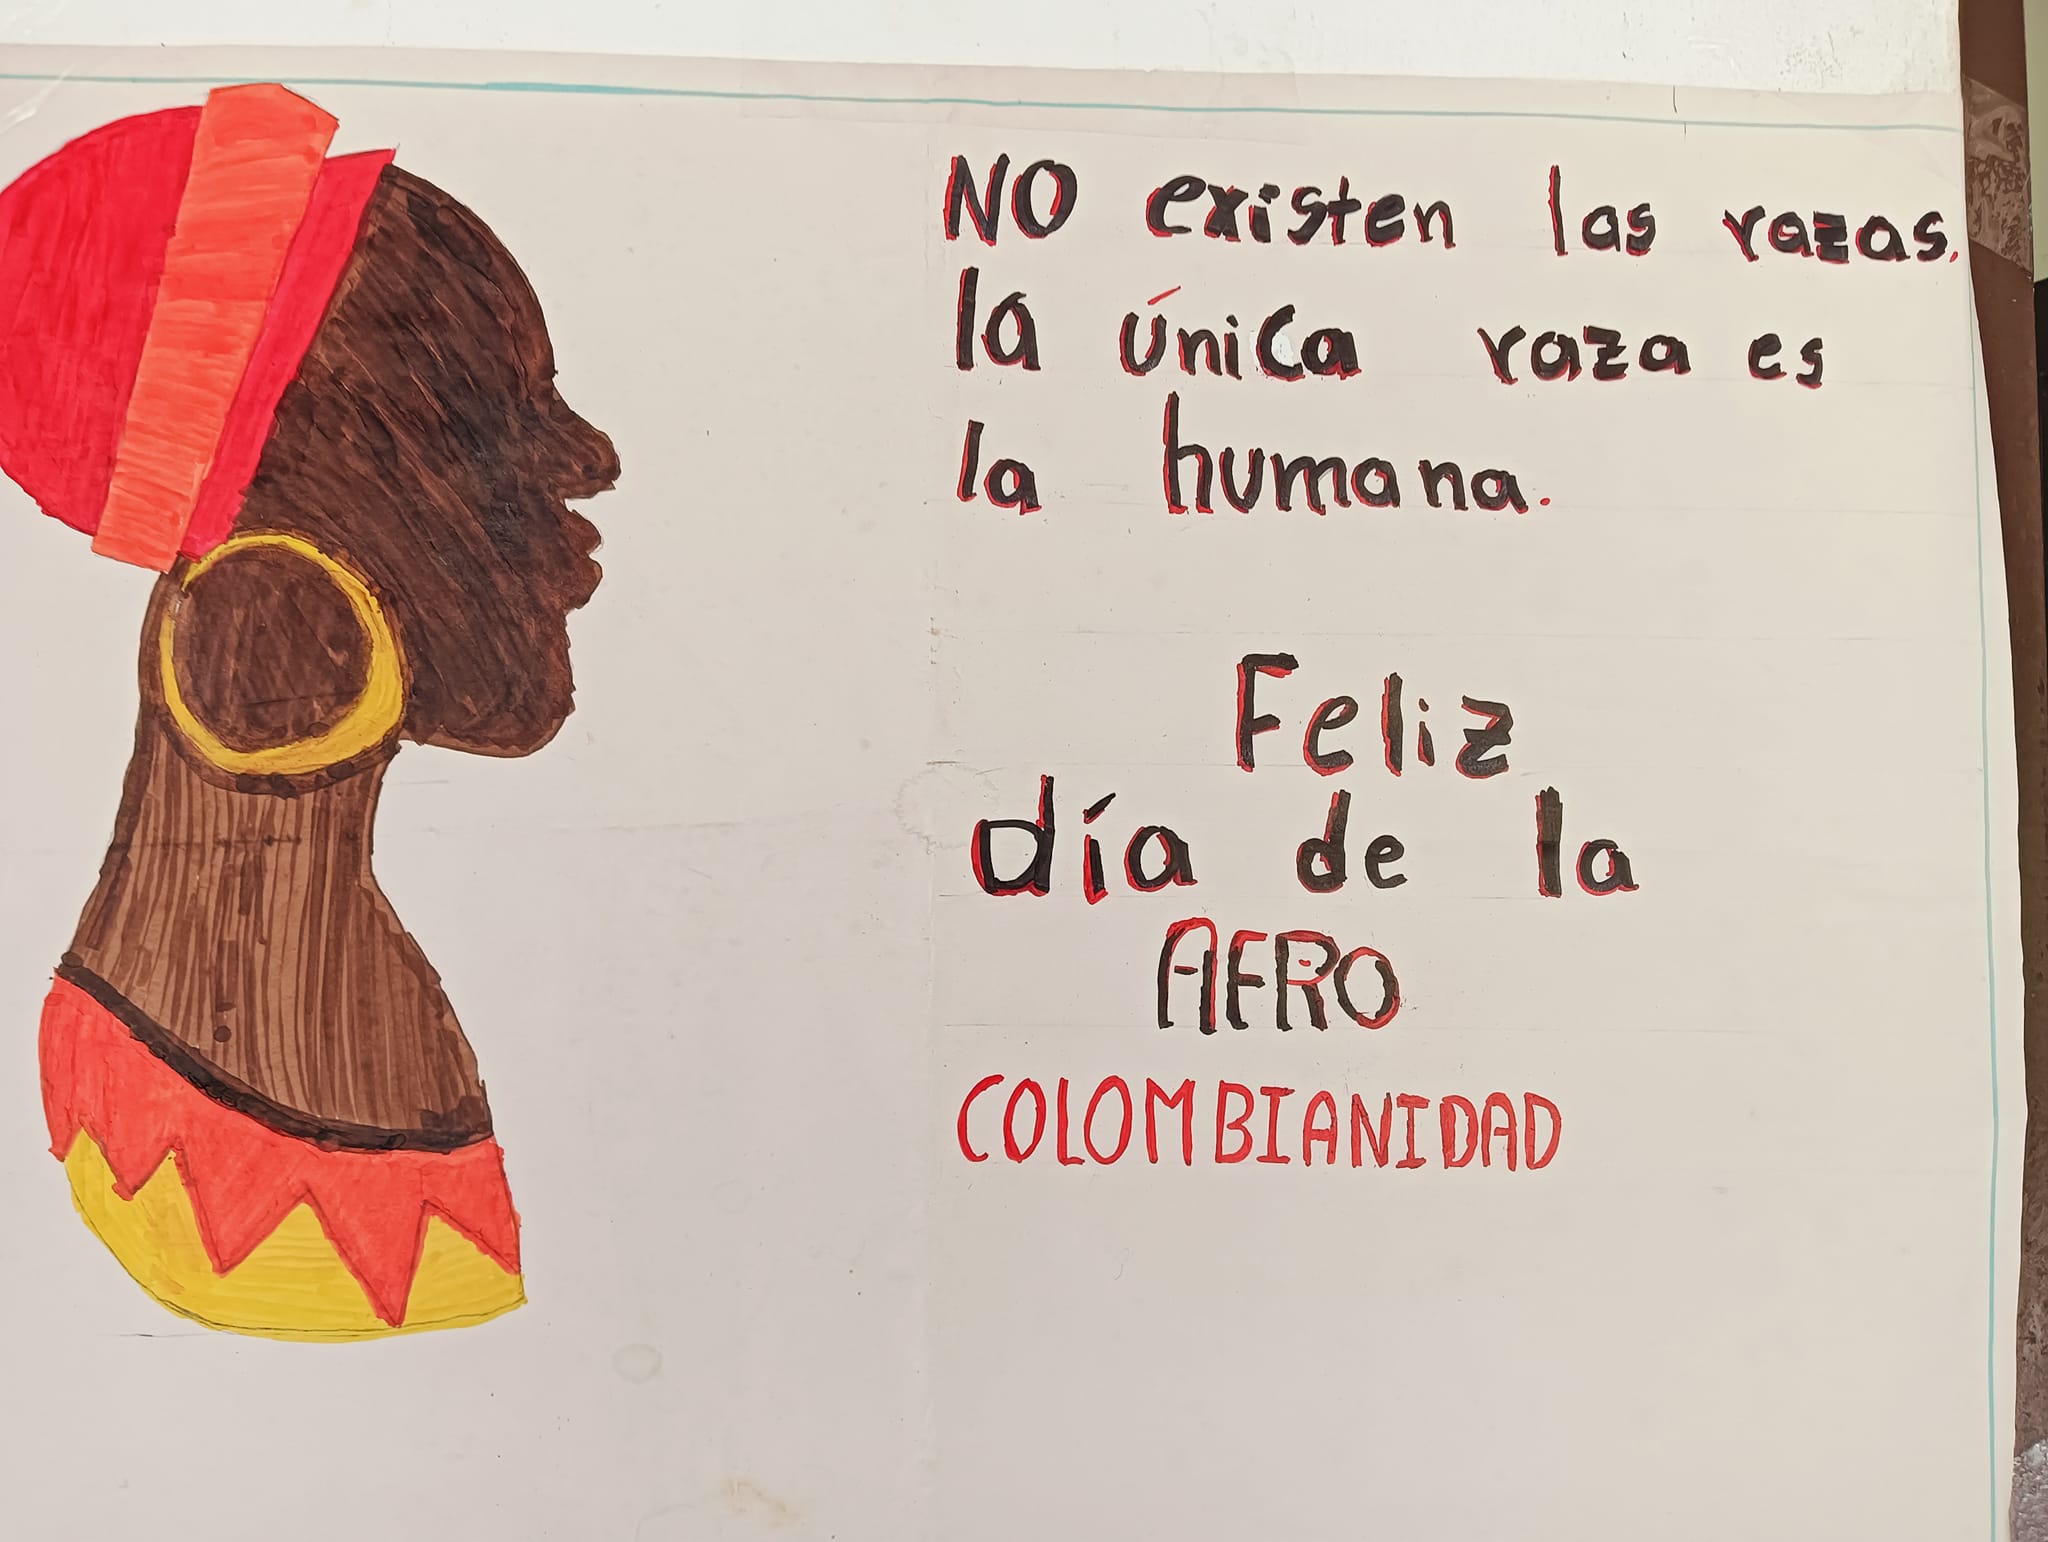 NO existen las razas.
la única raza es
la humana.
Feliz
día de la
AFRO
COLOMBIANIDAD